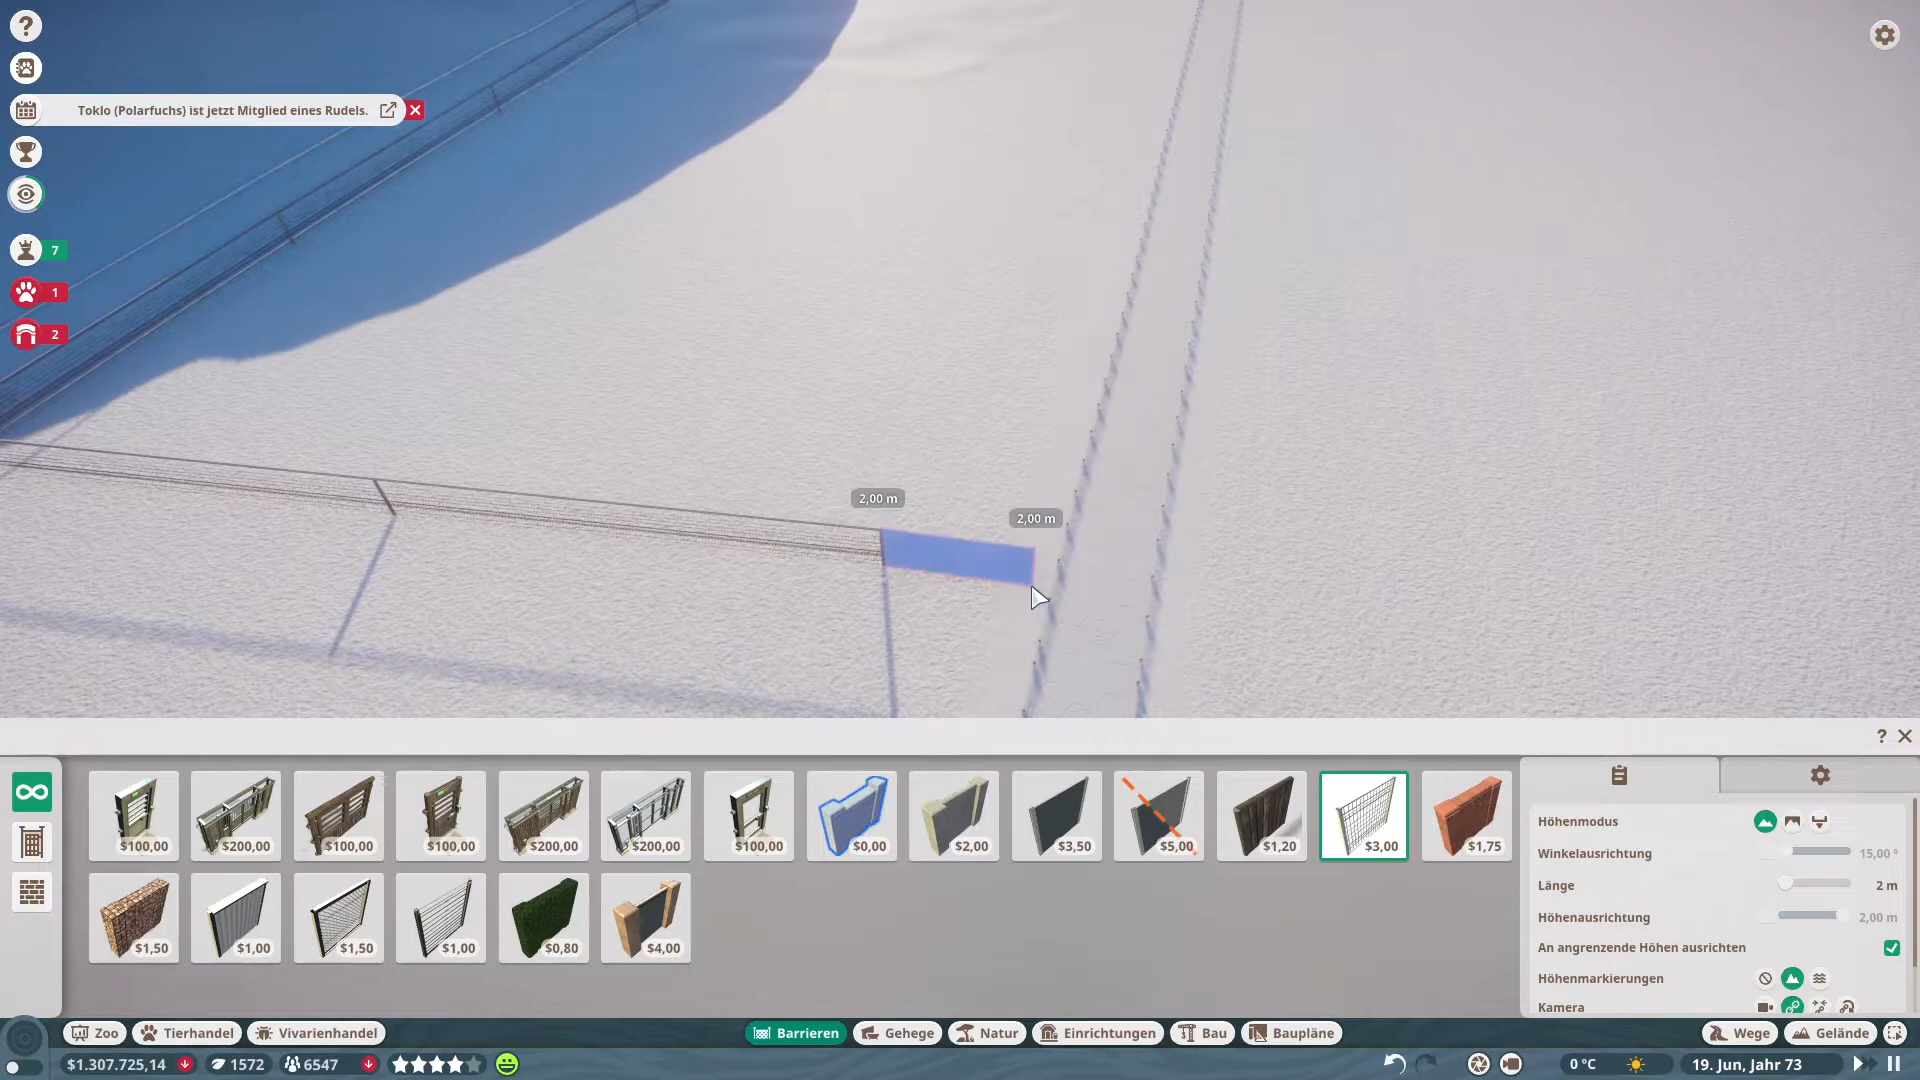 ?
Toklo (Polarfuchs) ist jetzt Mitglied eines Rudels.
7
1
2
2,00 m
2,00 m
?
$100,00
$200,00
$100,00
$100,00
$200,00
$200,00
$100,00
$0,00
$2,00
$3,50
$5,00
$1,20
$3,00
$1,75
$1,50
$1,00
$1,50
$1,00
$0,80
$4,00
Höhenmodus
Winkelausrichtung 15,00 °
Länge 2 m
Höhenausrichtung 2,00 m
An angrenzende Höhen ausrichten
Höhenmarkierungen
Kamera
Zoo
Tierhandel
Vivarienhandel
Barrieren
Gehege
Natur
Einrichtungen
Bau
Baupläne
Wege
Gelände
$1.307.725,14
1572
6547
0 °C
19. Jun, Jahr 73